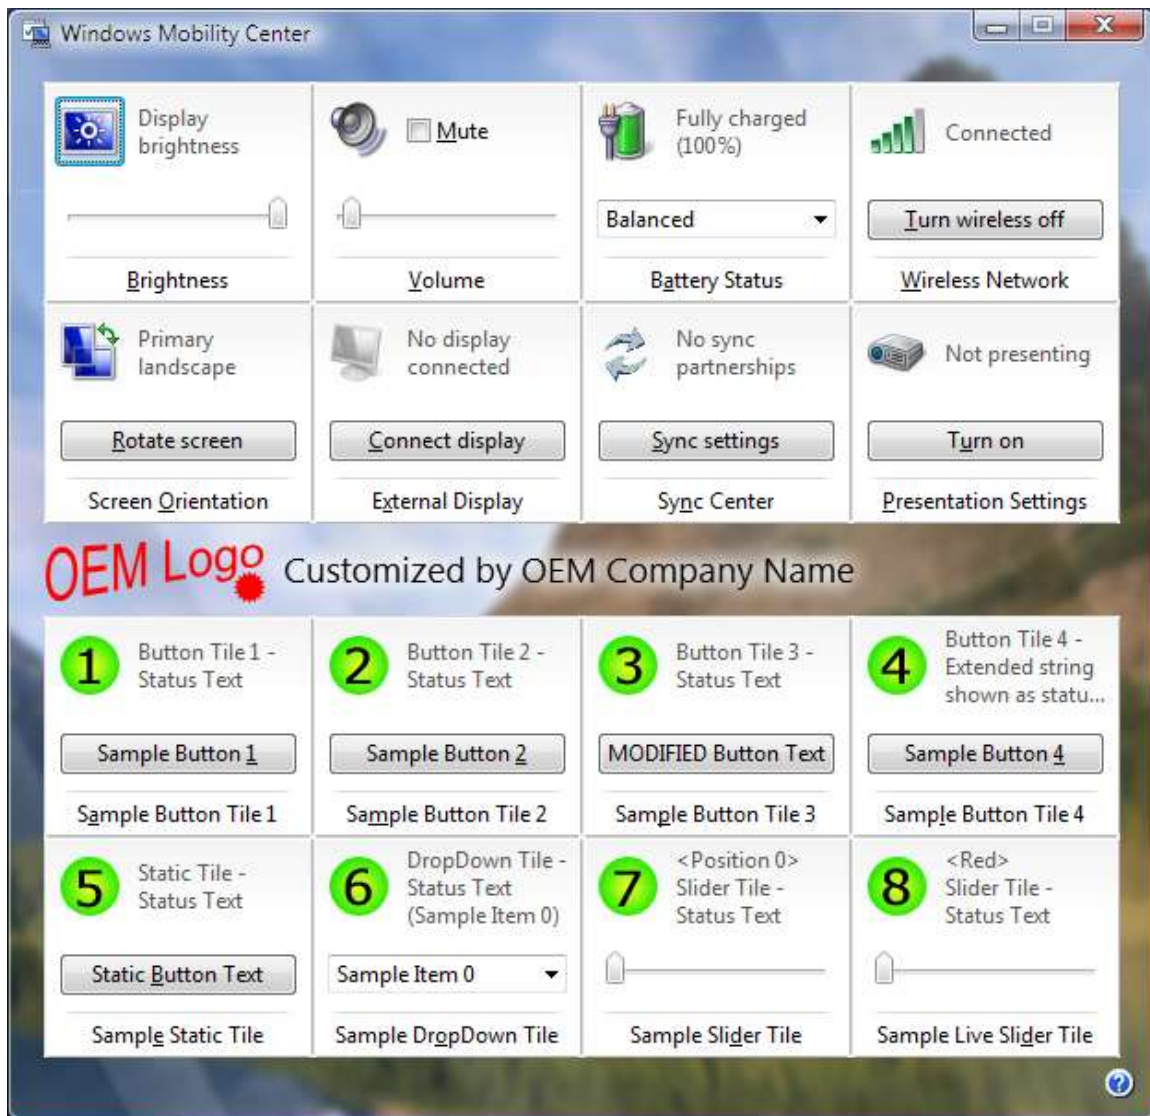 Windows Mobility Center
Display
brightness
Brightness
Mute
Volume
Fully charged
(100%)
Balanced
Battery Status
Connected
Turn wireless off
Wireless Network
Primary
landscape
Rotate screen
Screen Orientation
No display
connected
Connect display
External Display
No sync
partnerships
Sync settings
Sync Center
Not presenting
Turn on
Presentation Settings
OEM Logo
Customized by OEM Company Name
1
Button Tile 1 -
Status Text
Sample Button 1
Sample Button Tile 1
2
Button Tile 2 -
Status Text
Sample Button 2
Sample Button Tile 2
3
Button Tile 3 -
Status Text
MODIFIED Button Text
Sample Button Tile 3
4
Button Tile 4 -
Extended string
shown as statu...
Sample Button 4
Sample Button Tile 4
5
Static Tile -
Status Text
Static Button Text
Sample Static Tile
6
DropDown Tile -
Status Text
(Sample Item 0)
Sample Item 0
Sample DropDown Tile
7
<Position 0>
Slider Tile -
Status Text
Sample Slider Tile
8
<Red>
Slider Tile -
Status Text
Sample Live Slider Tile
?